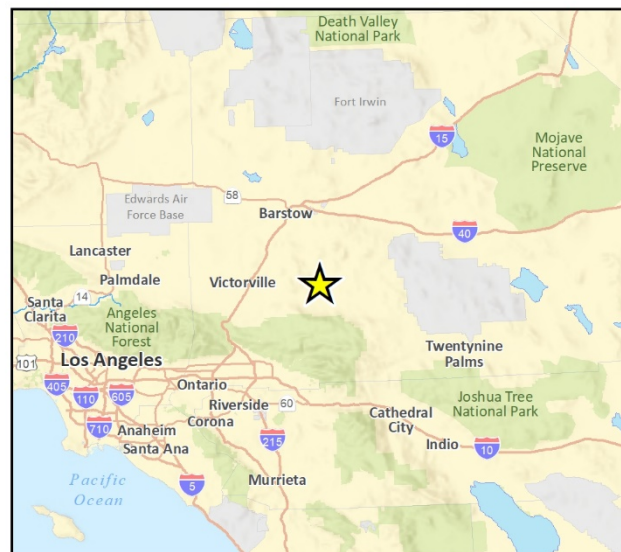 Death Valley
National Park
Fort Irwin
15
Mojave
National
Preserve
58
Edwards Air
Force Base
Barstow
40
Lancaster
Palmdale
Victorville
14
Santa
Clarita
Angeles
National
Forest
210
Twentynine
Palms
101
Los Angeles
405
110
605
Ontario
Riverside
60
Joshua Tree
National Park
Cathedral
City
710
Anaheim
Corona
Santa Ana
215
Indio
10
Pacific
Ocean
5
Murrieta